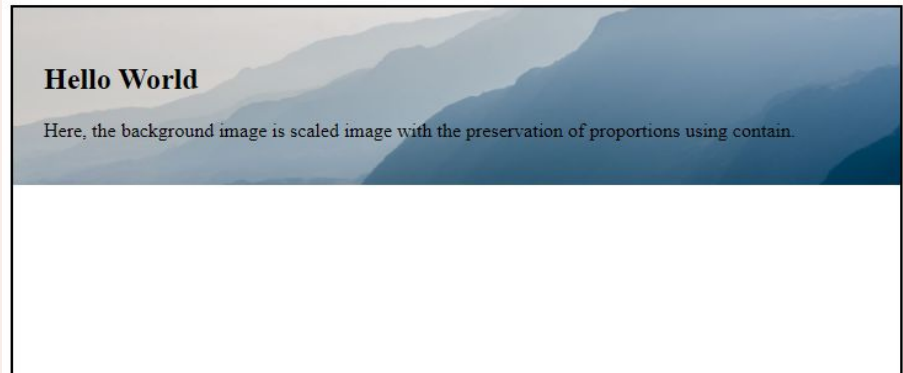 Hello World
Here, the background image is scaled image with the preservation of proportions using contain.